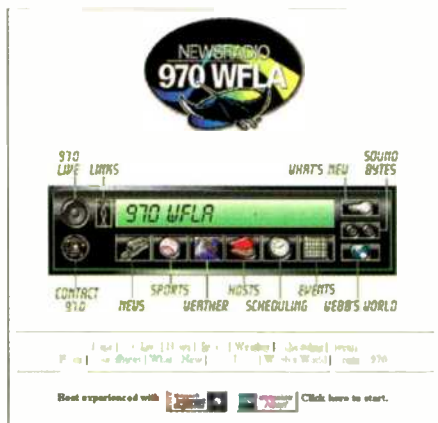 NEWSRADIO
970 WFLA
970 LIVE
LINKS
WHAT'S NEW
SOUND BYTES
970 WFLA
CONTACT 970
NEWS
SPORTS
WEATHER
HOSTS
SCHEDULING
EVENTS
WEBB'S WORLD
Best experienced with
Click here to start.